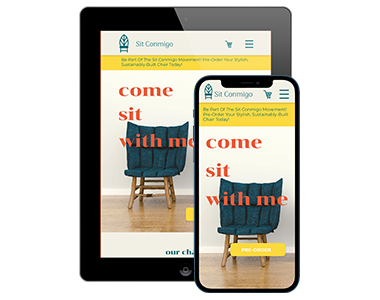 Sit Conmigo
Be Part Of The Sit Conmigo Movement! Pre-Order Your Stylish,
Sustainably-Built Chair Today!
come
sit
with me
our cha
Sit Conmigo
Be Part Of The Sit Conmigo Movement!
Pre-Order Your Stylish, Sustainably-Built
Chair Today!
come
sit
with me
PRE-ORDER